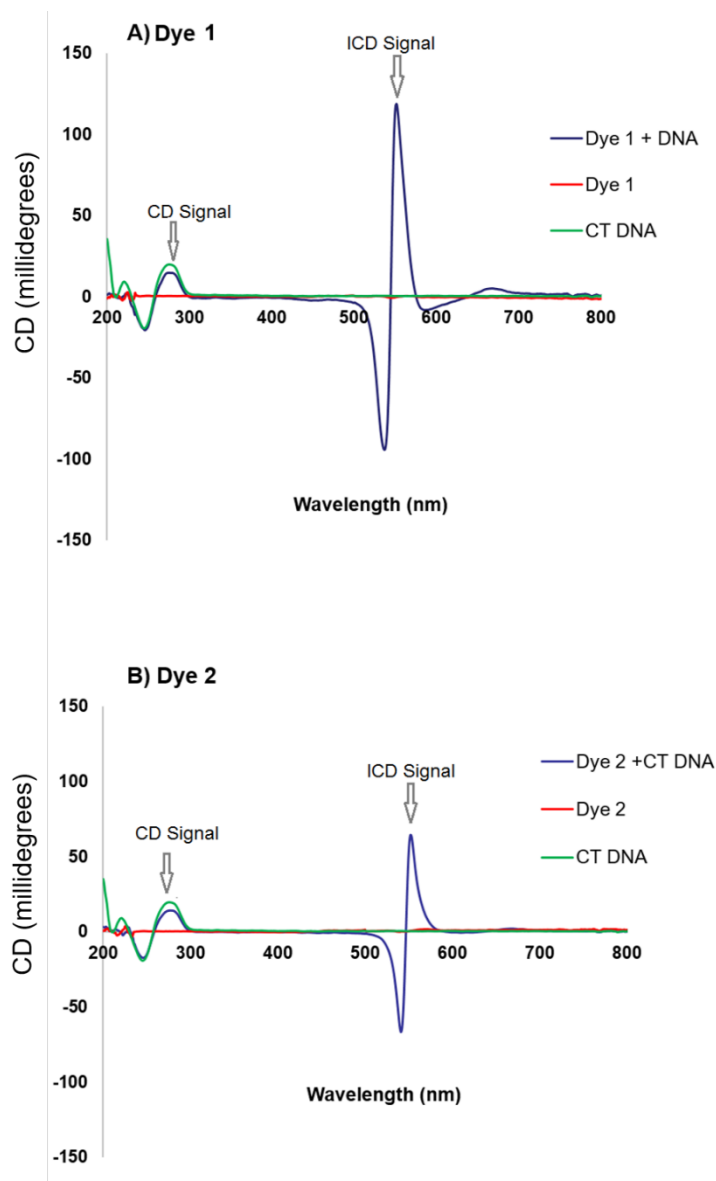 A) Dye 1
ICD Signal
CD Signal
CD (millidegrees)
150
100
50
0
-50
-100
-150
200
300
400
500
600
700
800
Wavelength (nm)
Dye 1 + DNA
Dye 1
CT DNA
B) Dye 2
ICD Signal
CD Signal
CD (millidegrees)
150
100
50
0
-50
-100
-150
200
300
400
500
600
700
800
Wavelength (nm)
Dye 2 +CT DNA
Dye 2
CT DNA